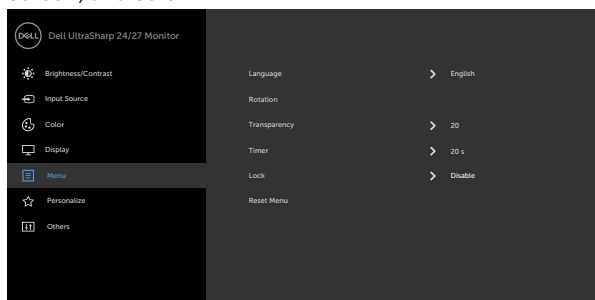 DELL Dell UltraSharp 24/27 Monitor
Brightness/Contrast Language English
Input Source Rotation
Color Transparency 20
Display Timer 20 s
Menu Lock Disable
Personalize Reset Menu
Others